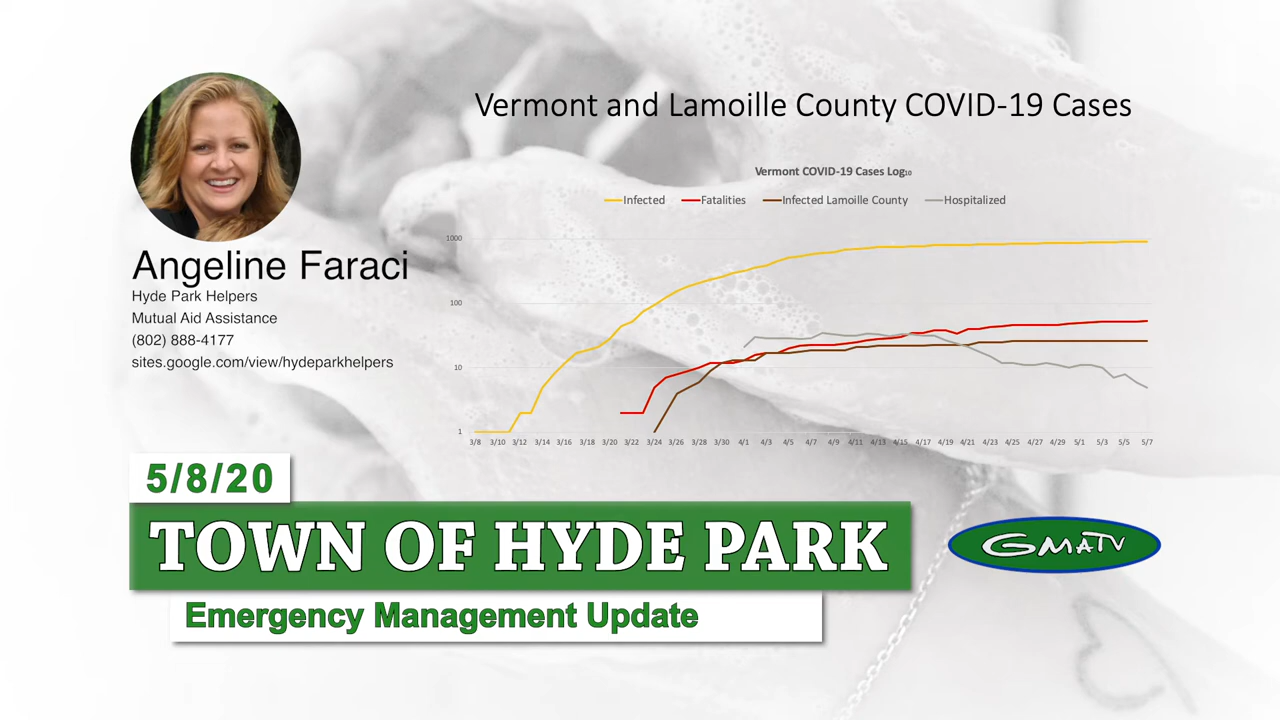 Vermont and Lamoille County COVID-19 Cases
Vermont COVID-19 Cases Log₁₀
Infected Fatalities Infected Lamoille County Hospitalized
1000
100
10
1
3/8 3/10 3/12 3/14 3/16 3/18 3/20 3/22 3/24 3/26 3/28 3/30 4/1 4/3 4/5 4/7 4/9 4/11 4/13 4/15 4/17 4/19 4/21 4/23 4/25 4/27 4/29 5/1 5/3 5/5 5/7
Angeline Faraci
Hyde Park Helpers
Mutual Aid Assistance
(802) 888-4177
sites.google.com/view/hydeparkhelpers
5/8/20
TOWN OF HYDE PARK
GMATV
Emergency Management Update